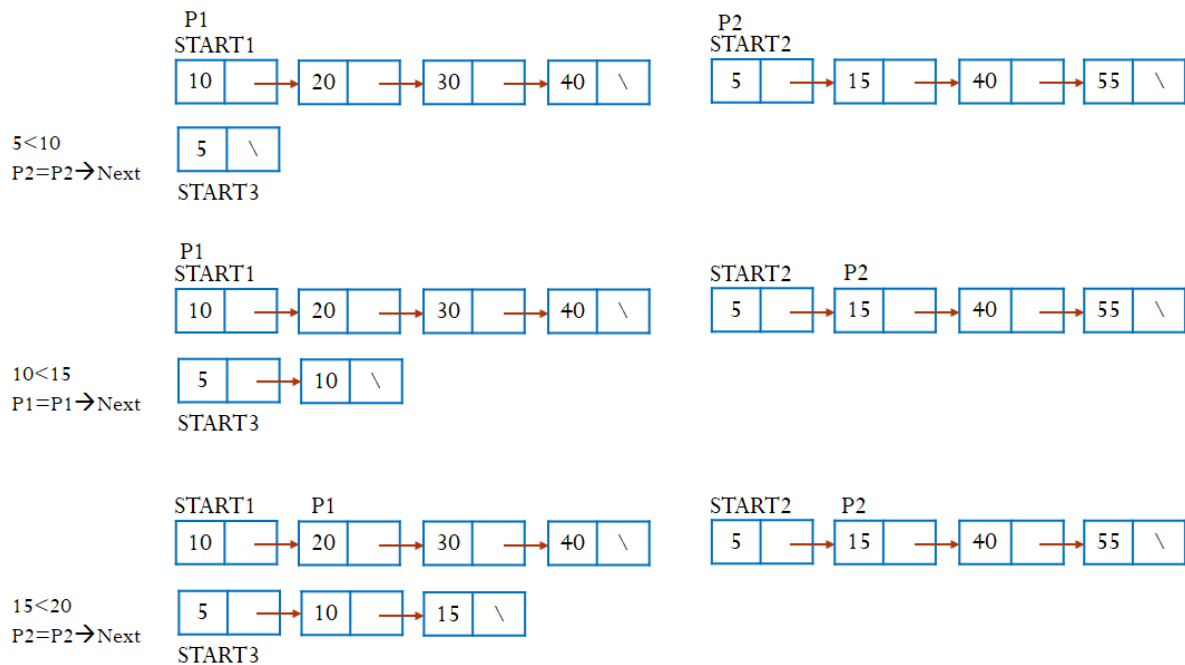 P1 P2
START1 START2
10 20 30 40 \ 5 15 40 55 \
5<10
P2=P2→Next
5 \
START3
P1
START1 START2 P2
10 20 30 40 \ 5 15 40 55 \
10<15
P1=P1→Next
5 10 \
START3
START1 P1 START2 P2
10 20 30 40 \ 5 15 40 55 \
15<20
P2=P2→Next
5 10 15 \
START3